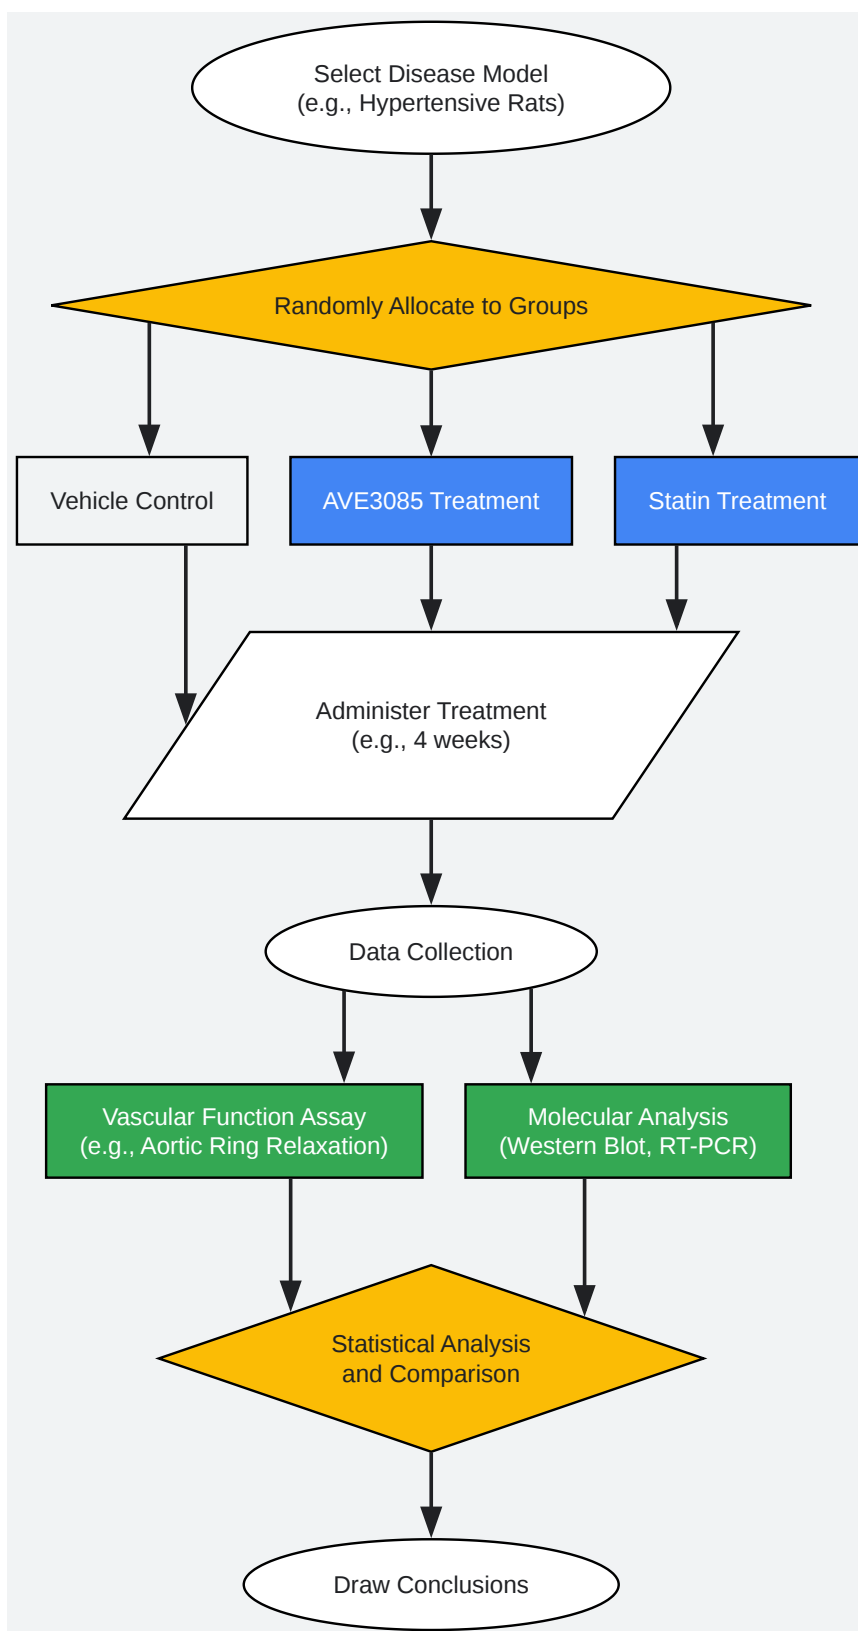 Select Disease Model
(e.g., Hypertensive Rats)
Randomly Allocate to Groups
Vehicle Control
AVE3085 Treatment
Statin Treatment
Administer Treatment
(e.g., 4 weeks)
Data Collection
Vascular Function Assay
(e.g., Aortic Ring Relaxation)
Molecular Analysis
(Western Blot, RT-PCR)
Statistical Analysis
and Comparison
Draw Conclusions